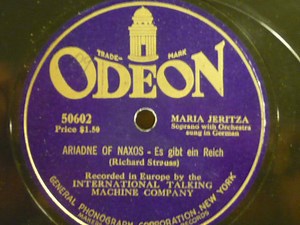 TRADE- MARK
ODEON
50602
Price $1.50
MARIA JERITZA
Soprano with Orchestra
sung in German
ARIADNE OF NAXOS - Es gibt ein Reich
(Richard Strauss)
Recorded in Europe by the
INTERNATIONAL TALKING
MACHINE COMPANY
GENERAL PHONOGRAPH CORPORATION NEW YORK
RECORDS